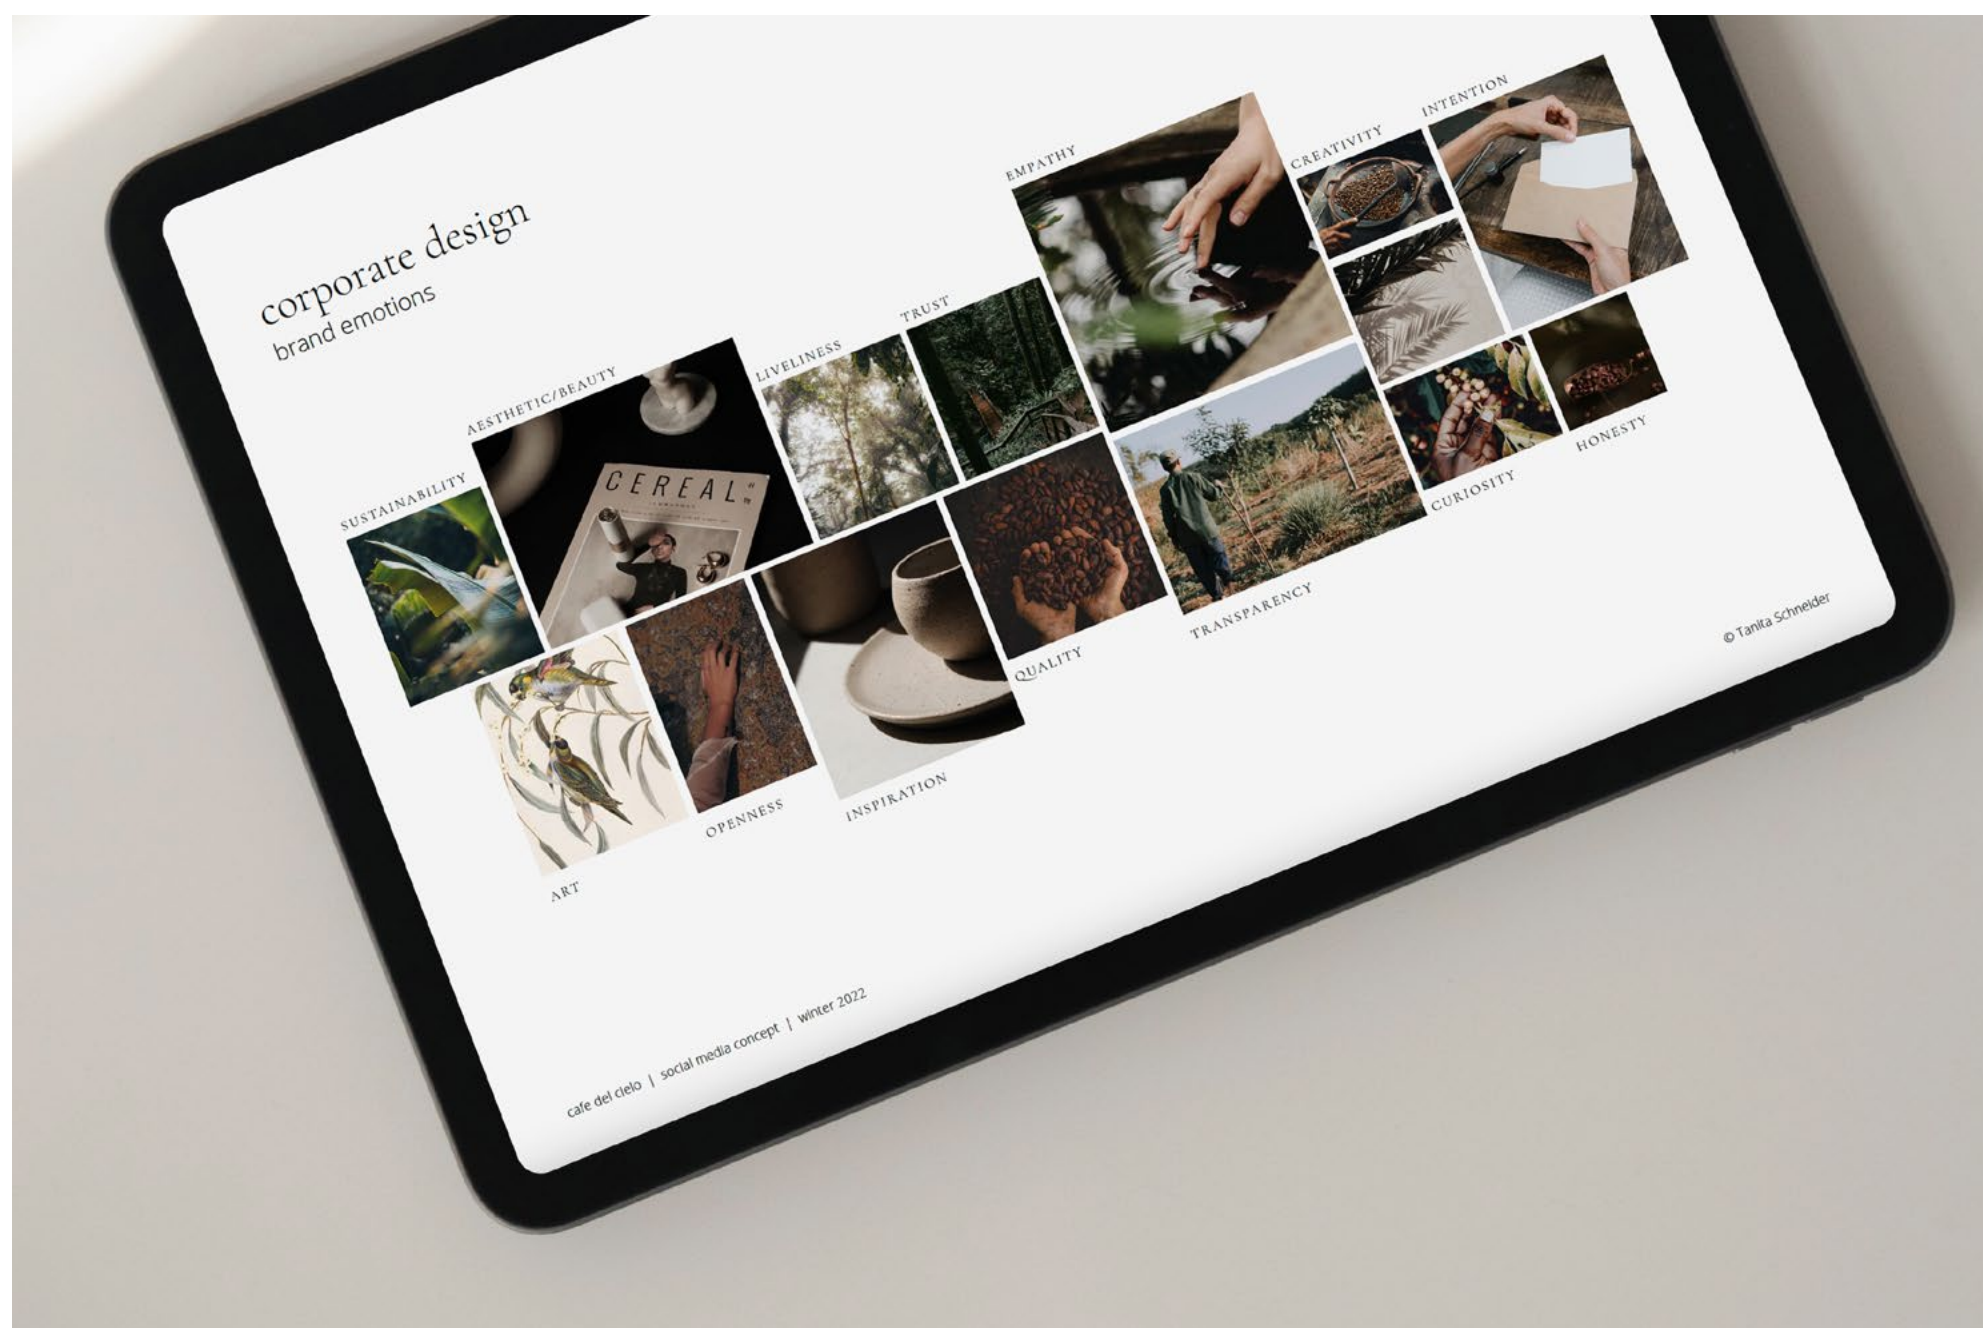 corporate design
brand emotions
SUSTAINABILITY
AESTHETIC/BEAUTY
LIVELINESS
TRUST
EMPATHY
CREATIVITY
INTENTION
CEREAL
ART
OPENNESS
INSPIRATION
QUALITY
TRANSPARENCY
CURIOSITY
HONESTY
cafe del cielo | social media concept | winter 2022
© Tanita Schneider